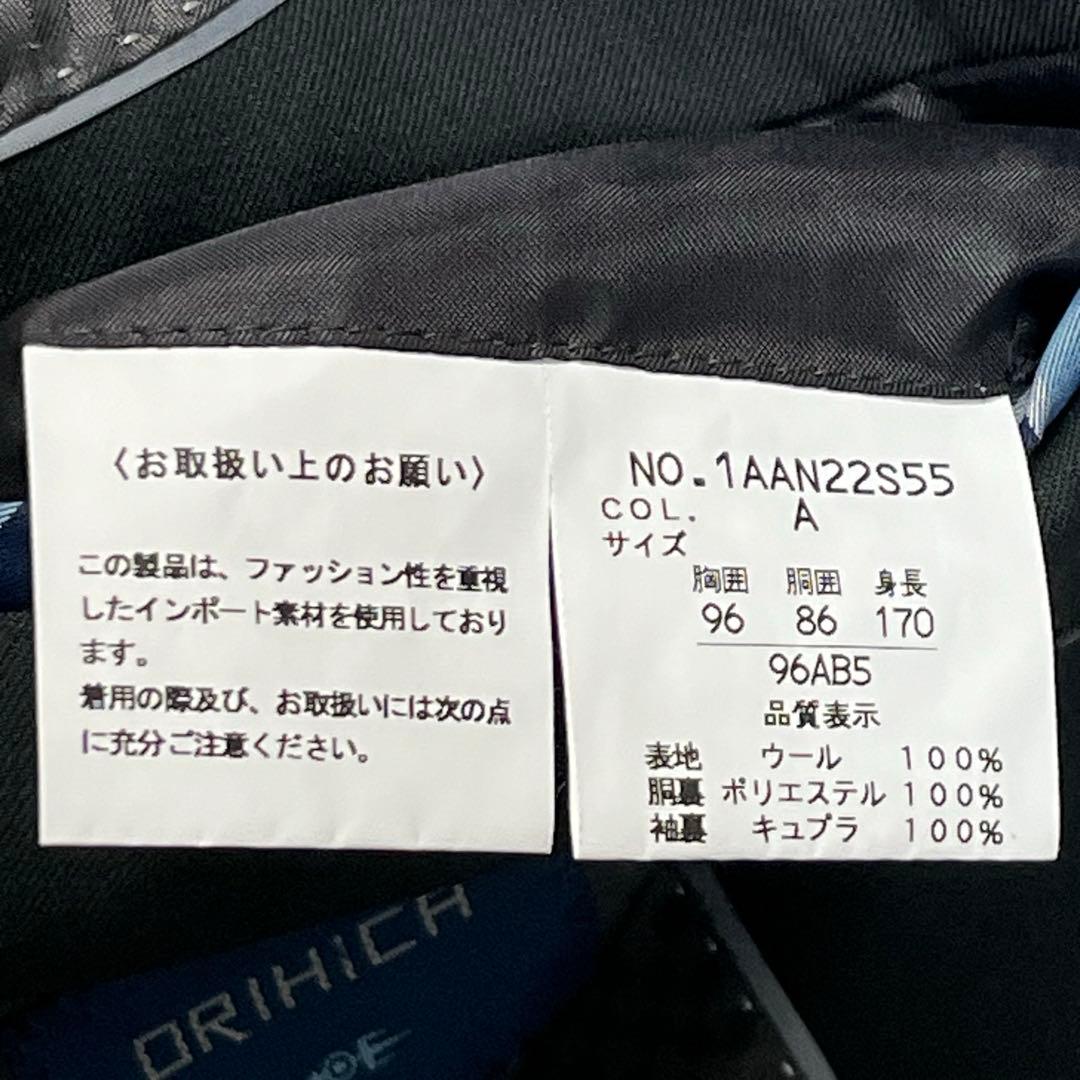 〈お取扱い上のお願い〉
この製品は、ファッション性を重視
したインポート素材を使用しており
ます。
着用の際及び、お取扱いには次の点
に充分ご注意ください。
NO.1AAN22S55
COL. A
サイズ
胸囲 胴囲 身長
96 86 170
96AB5
品質表示
表地 ウール 100%
胴裏 ポリエステル 100%
袖裏 キュプラ 100%
ORIHICA